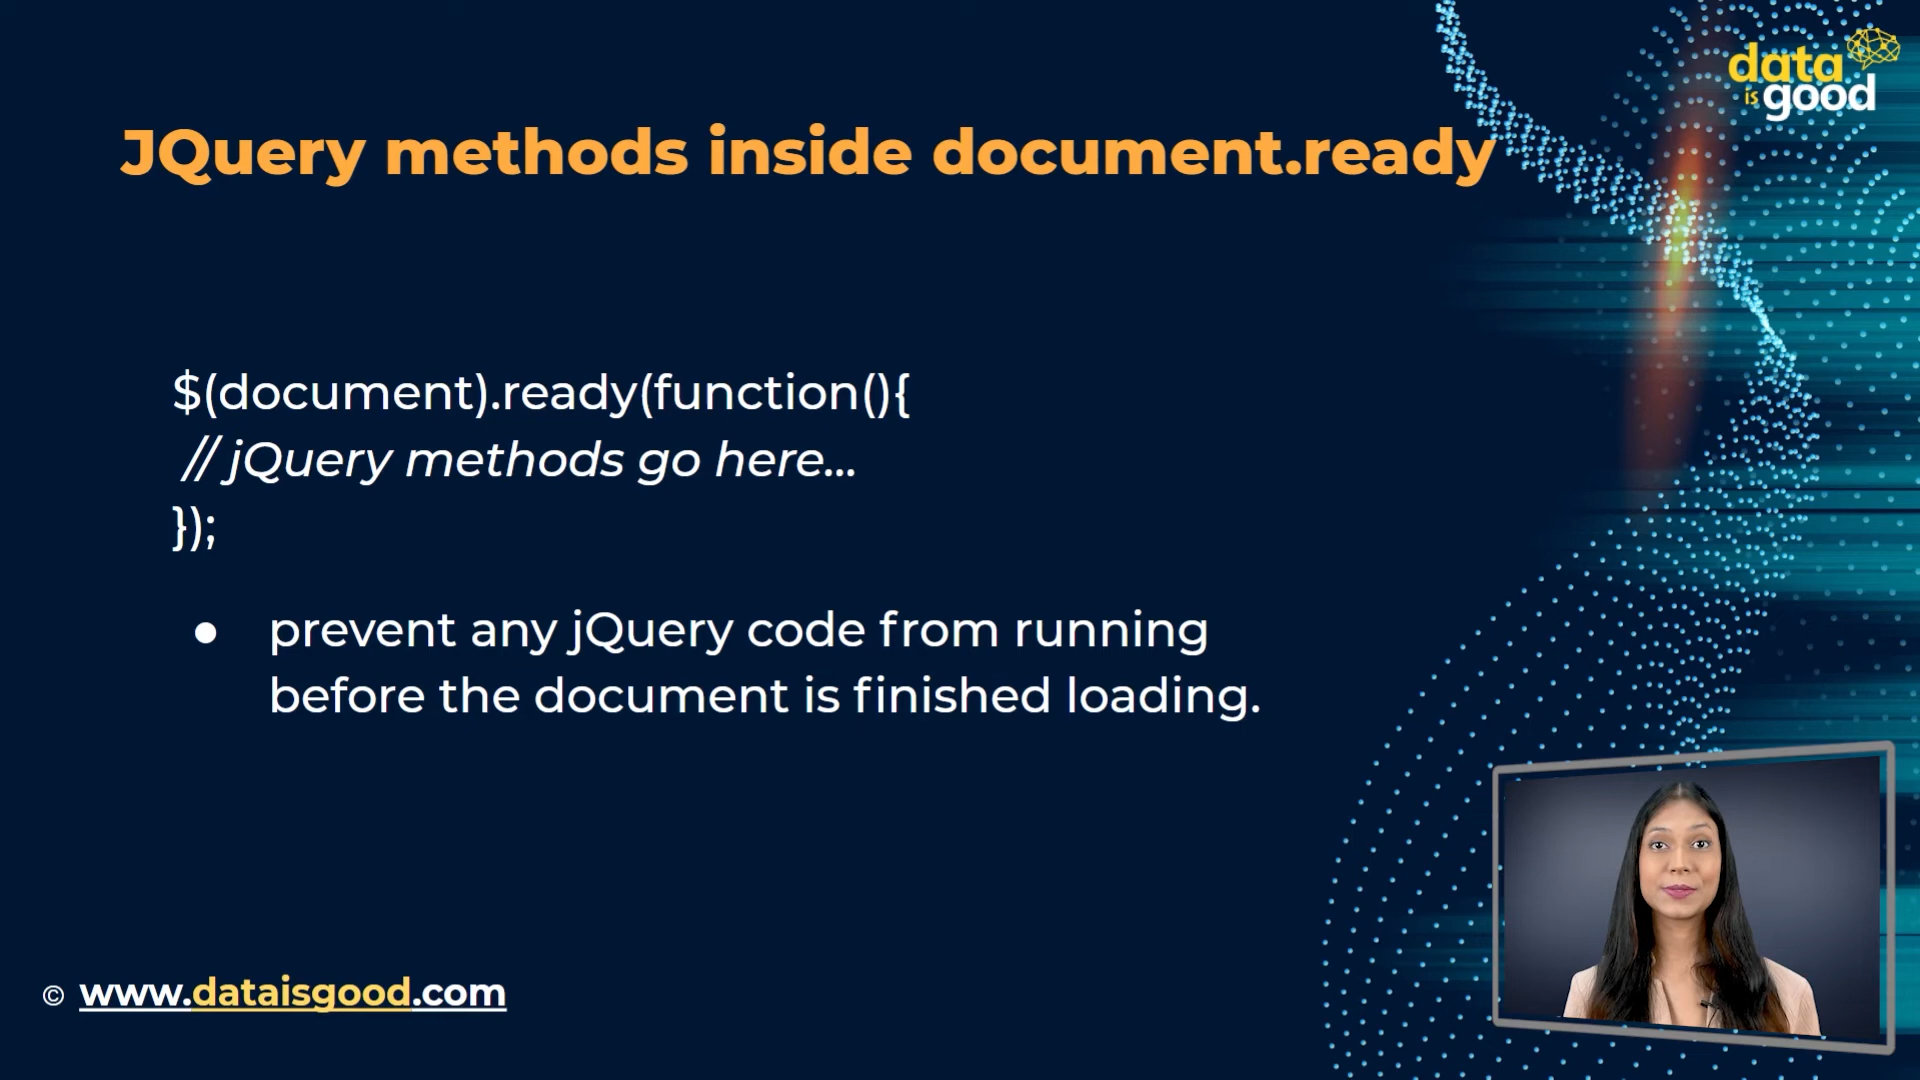 data
is good
JQuery methods inside document.ready
$(document).ready(function(){
// jQuery methods go here...
});
● prevent any jQuery code from running
before the document is finished loading.
© www.dataisgood.com